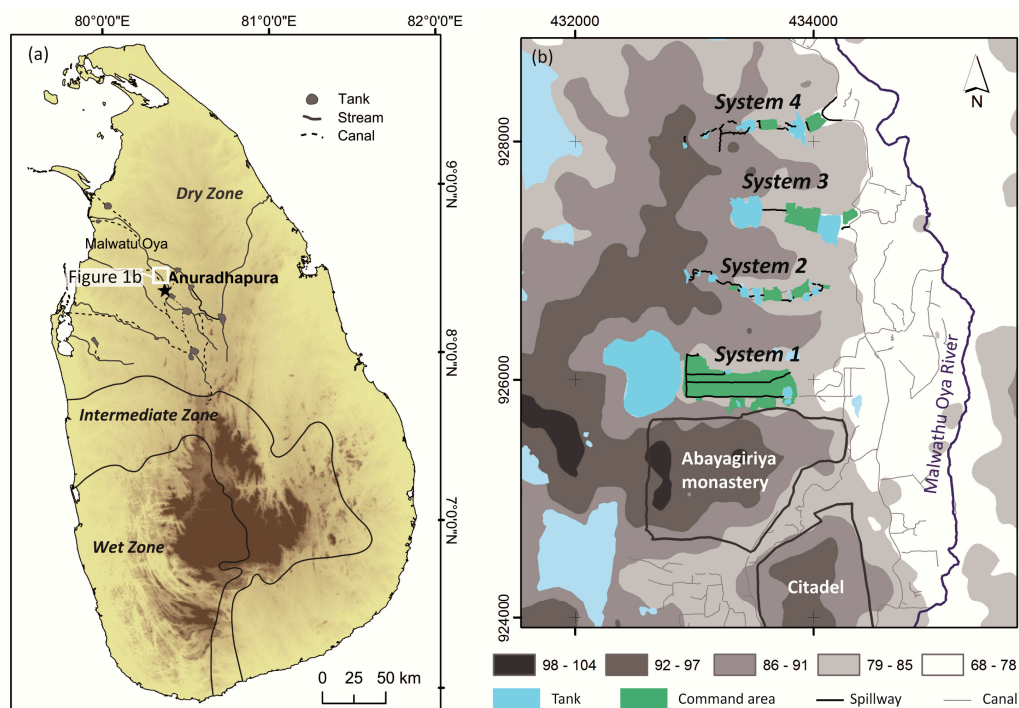 80°0'0"E
81°0'0"E
82°0'0"E
(a)
Tank
Stream
Canal
9°0'0"N
Dry Zone
Malwatu Oya
Figure 1b
Anuradhapura
8°0'0"N
Intermediate Zone
7°0'0"N
Wet Zone
0 25 50 km
432000
434000
(b)
N
System 4
928000
System 3
System 2
System 1
926000
Malwathu Oya River
Abayagiriya
monastery
Citadel
924000
98 - 104
92 - 97
86 - 91
79 - 85
68 - 78
Tank
Command area
Spillway
Canal